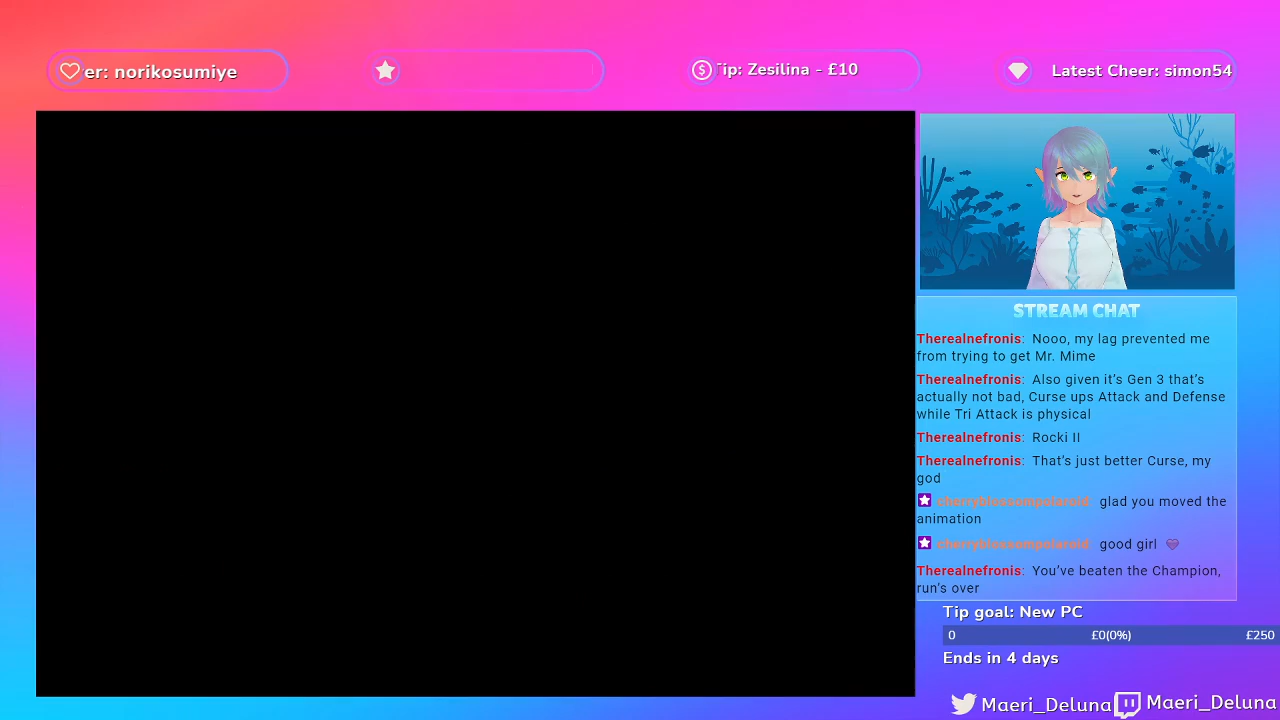 er: norikosumiye
Tip: Zesilina - £10
Latest Cheer: simon54
STREAM CHAT
Therealnefronis: Nooo, my lag prevented me
from trying to get Mr. Mime
Therealnefronis: Also given it's Gen 3 that's
actually not bad, Curse ups Attack and Defense
while Tri Attack is physical
Therealnefronis: Rocki II
Therealnefronis: That's just better Curse, my
god
cherryblossompolaroid: glad you moved the
animation
cherryblossompolaroid: good girl
Therealnefronis: You've beaten the Champion,
run's over
Tip goal: New PC
0 £0(0%) £250
Ends in 4 days
Maeri_Deluna Maeri_Deluna